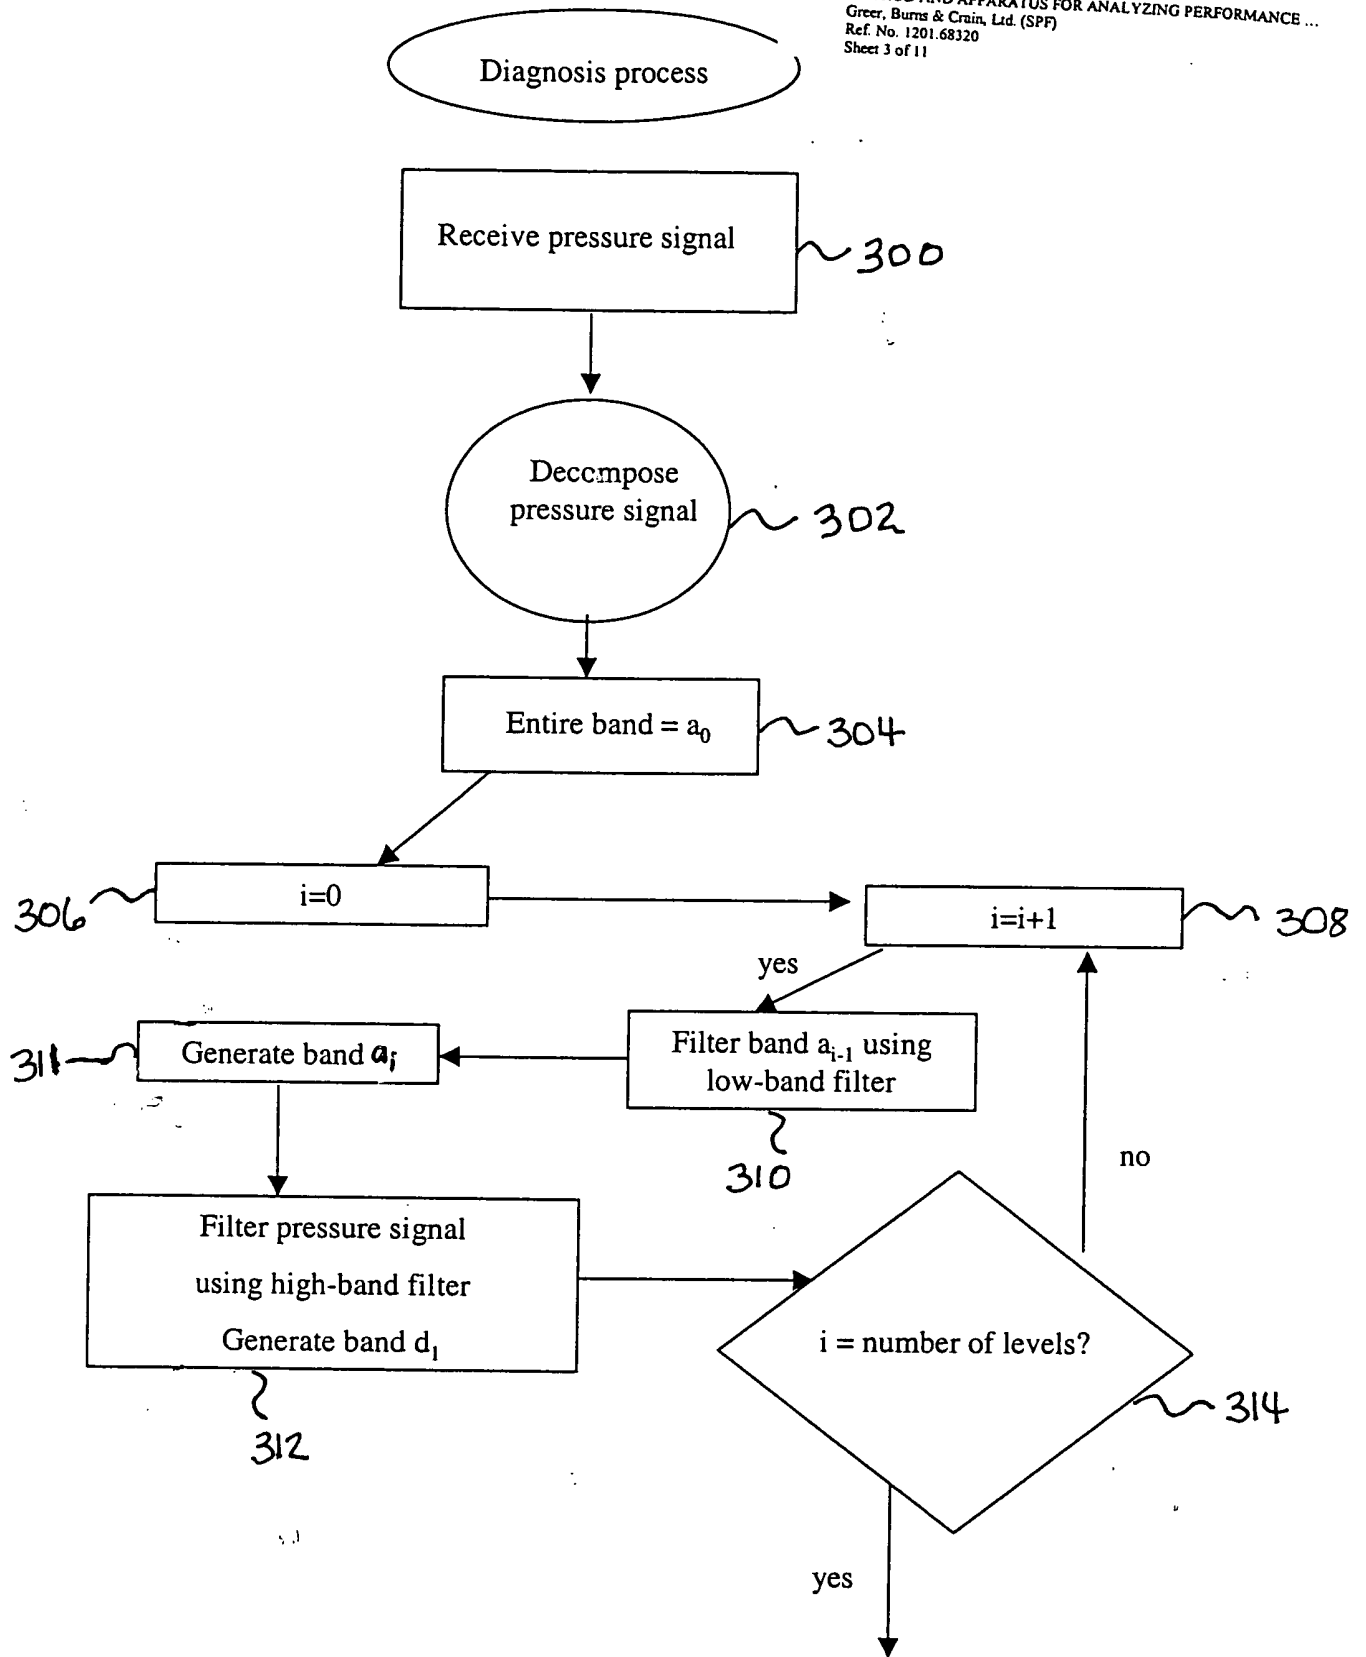 AND APPARATUS FOR ANALYZING PERFORMANCE ...
Greer, Burns & Crain, Ltd. (SPF)
Ref. No. 1201.68320
Sheet 3 of 11
Diagnosis process
Receive pressure signal
300
Decompose
pressure signal
302
Entire band = a₀
304
306
i=0
i=i+1
308
yes
311
Generate band aᵢ
Filter band aᵢ₋₁ using
low-band filter
310
no
Filter pressure signal
using high-band filter
Generate band d₁
312
i = number of levels?
314
yes